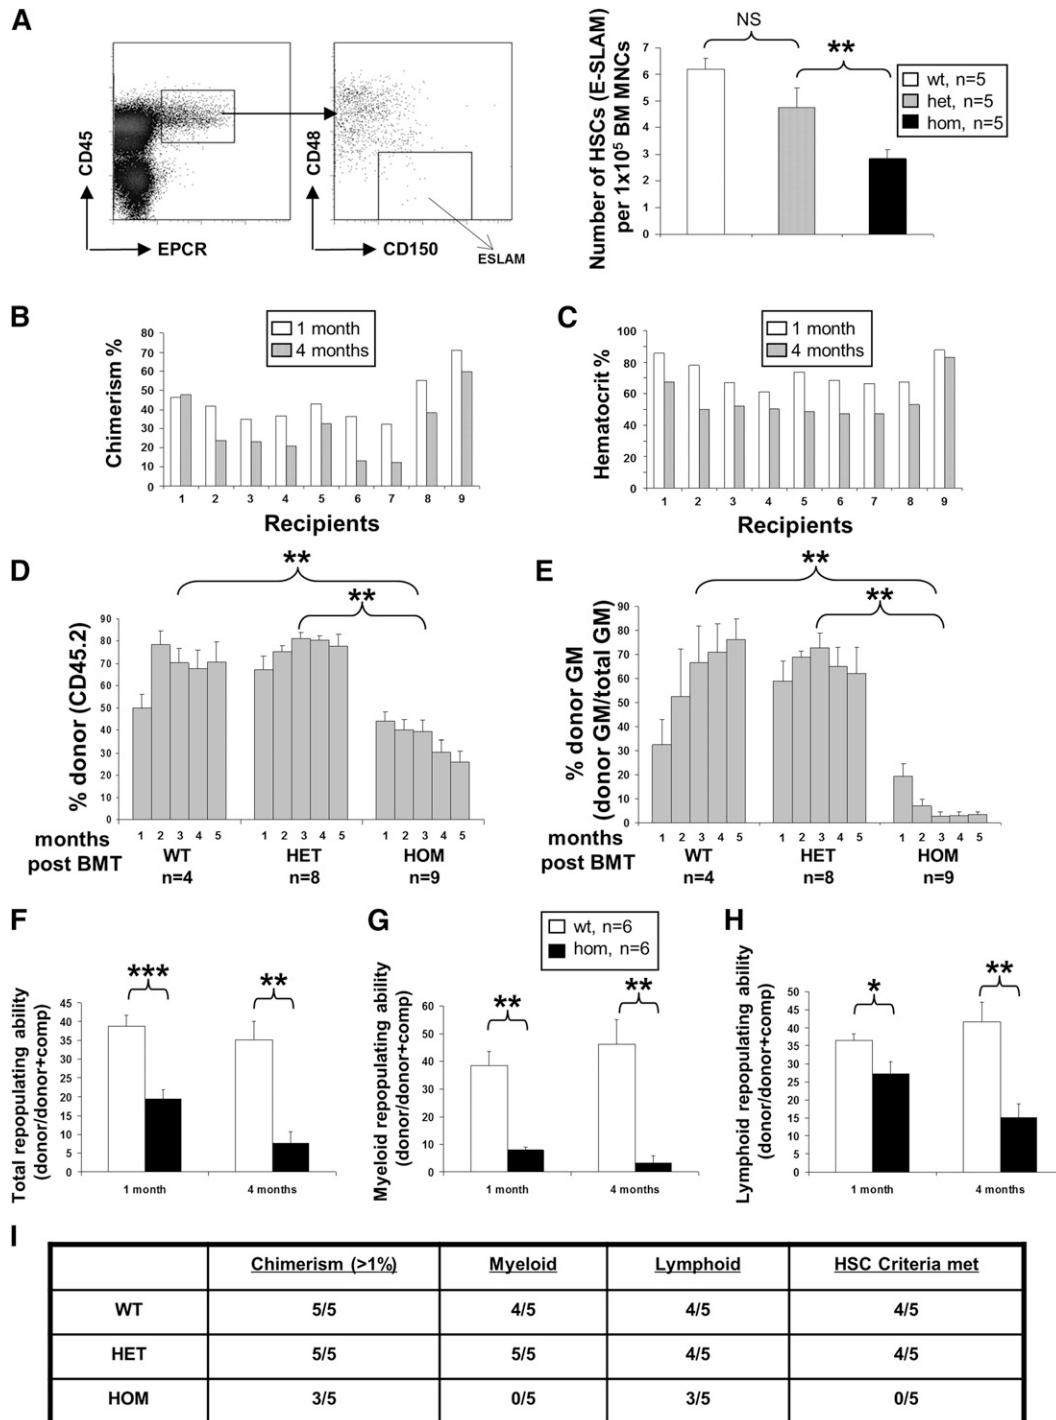 A
CD45
EPCR
CD48
CD150
ESLAM
Number of HSCs (E-SLAM)
per 1x10⁵ BM MNCs
7
6
5
4
3
2
1
0
NS
**
wt, n=5
het, n=5
hom, n=5
B
Chimerism %
80
70
60
50
40
30
20
10
0
1 month
4 months
1 2 3 4 5 6 7 8 9
Recipients
C
Hematocrit %
100
80
60
40
20
0
1 month
4 months
1 2 3 4 5 6 7 8 9
Recipients
D
% donor (CD45.2)
90
80
70
60
50
40
30
20
10
0
**
**
months
post BMT
1 2 3 4 5
WT
n=4
1 2 3 4 5
HET
n=8
1 2 3 4 5
HOM
n=9
E
% donor GM
(donor GM/total GM)
90
80
70
60
50
40
30
20
10
0
**
**
months
post BMT
1 2 3 4 5
WT
n=4
1 2 3 4 5
HET
n=8
1 2 3 4 5
HOM
n=9
F
Total repopulating ability
(donor/donor+comp)
45
40
35
30
25
20
15
10
5
0
***
**
1 month
4 months
G
wt, n=6
hom, n=6
Myeloid repopulating ability
(donor/donor+comp)
60
50
40
30
20
10
0
**
**
1 month
4 months
H
Lymphoid repopulating ability
(donor/donor+comp)
50
45
40
35
30
25
20
15
10
5
0
*
**
1 month
4 months
I
Chimerism (>1%) Myeloid Lymphoid HSC Criteria met
WT 5/5 4/5 4/5 4/5
HET 5/5 5/5 4/5 4/5
HOM 3/5 0/5 3/5 0/5